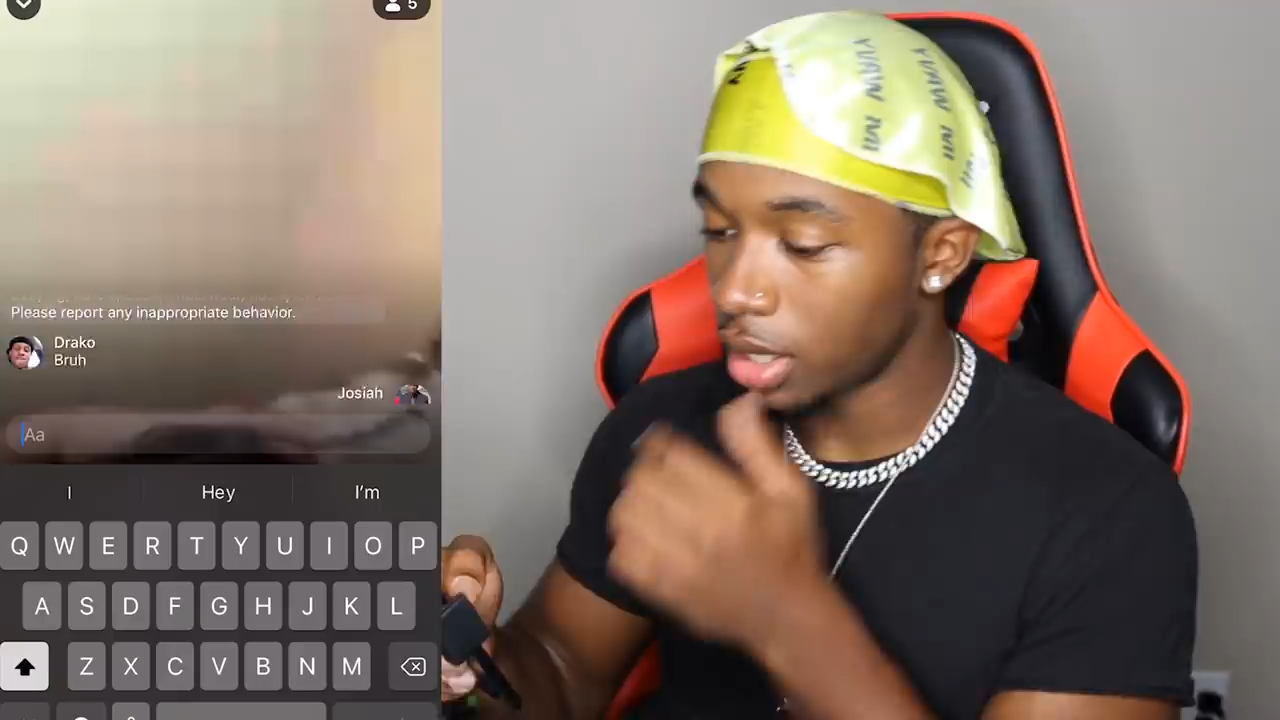 5
Please report any inappropriate behavior.
Drako
Bruh
Josiah
Aa
I Hey I'm
Q W E R T Y U I O P
A S D F G H J K L
Z X C V B N M